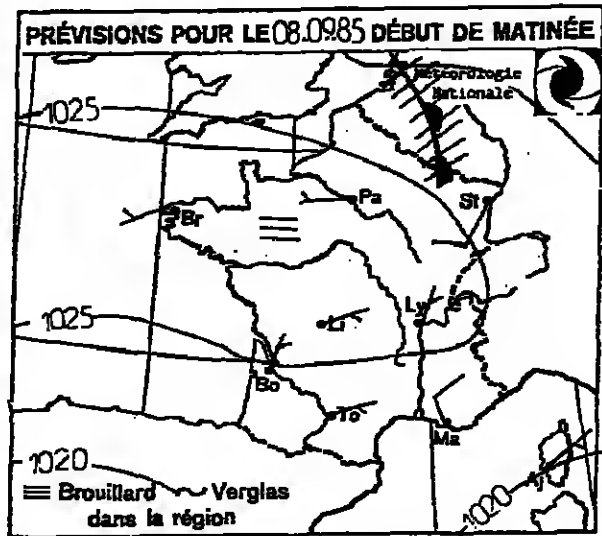 PRÉVISIONS POUR LE 08.09.85 DÉBUT DE MATINÉE
Météorologie
Nationale
1025
Pa
St
Br
Li
Ly
1025
Bo
To
Ma
1020
Aj
1020
Brouillard Verglas
dans la région